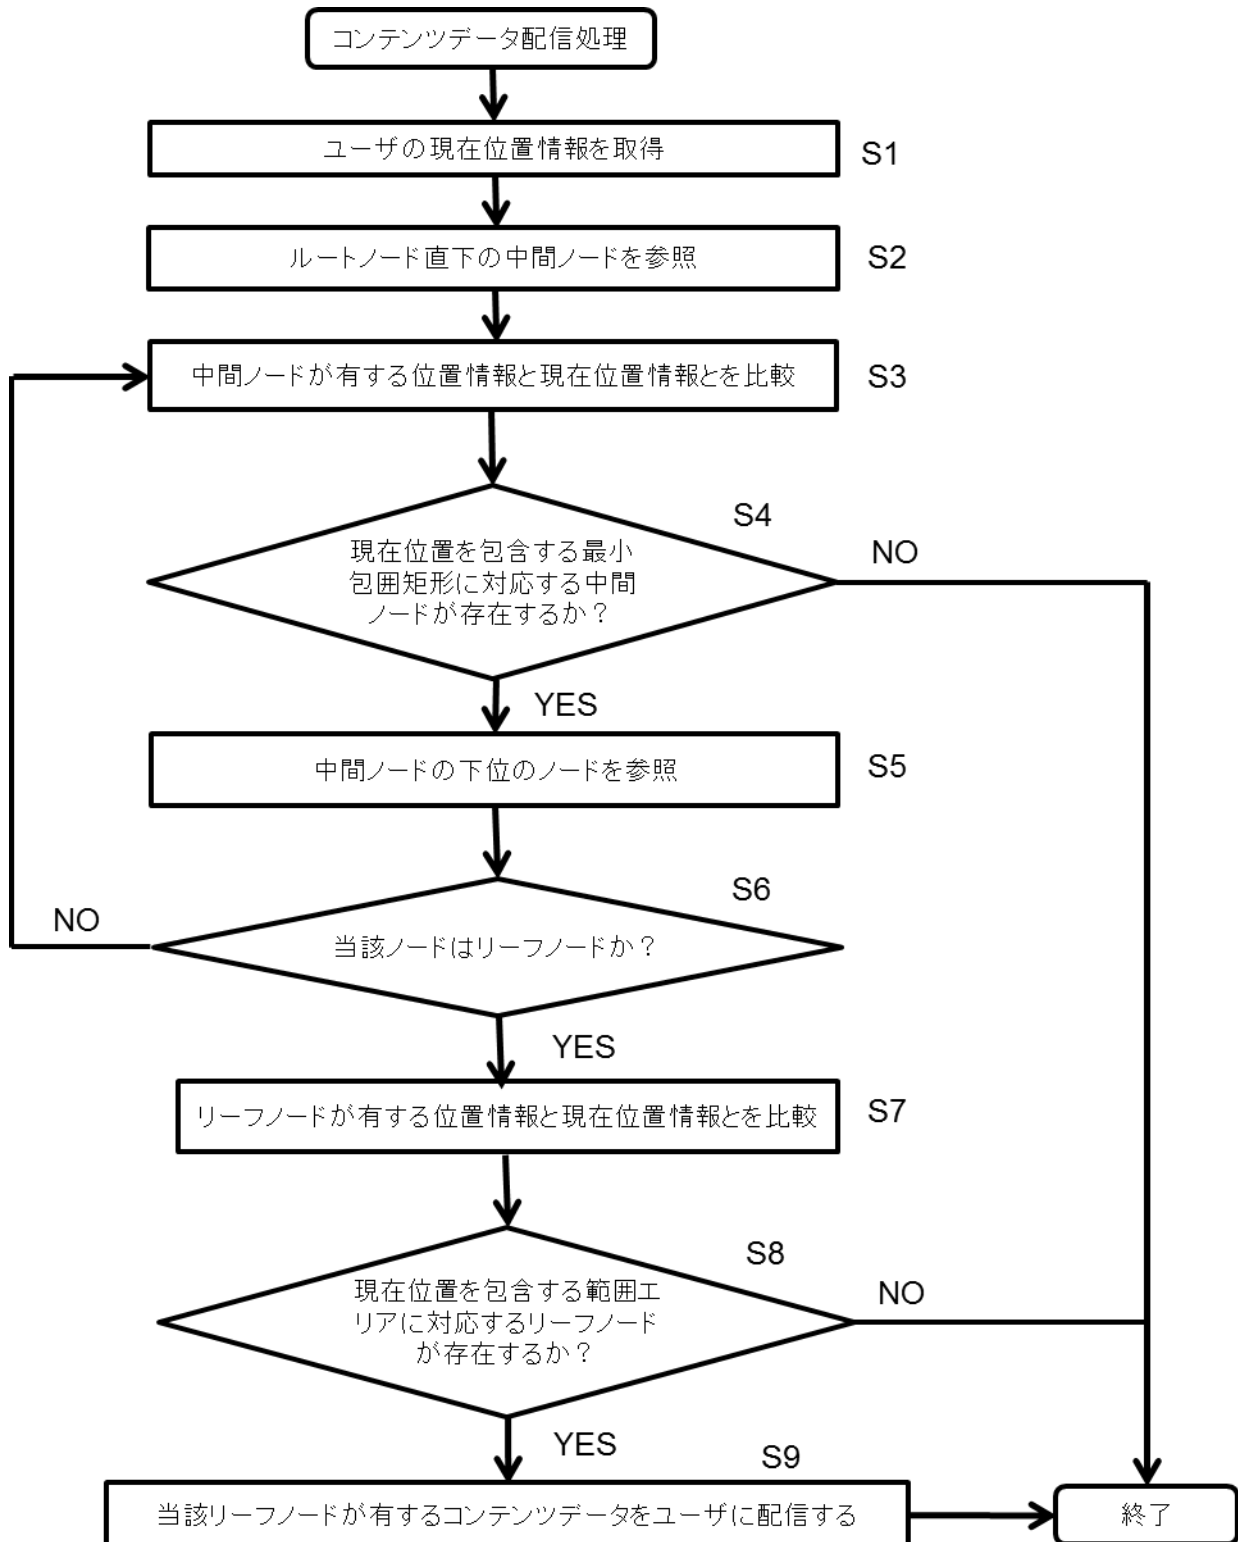 コンテンツデータ配信処理
ユーザの現在位置情報を取得
S1
ルートノード直下の中間ノードを参照
S2
中間ノードが有する位置情報と現在位置情報とを比較
S3
S4
現在位置を包含する最小
包囲矩形に対応する中間
ノードが存在するか？
NO
YES
中間ノードの下位のノードを参照
S5
S6
NO
当該ノードはリーフノードか？
YES
リーフノードが有する位置情報と現在位置情報とを比較
S7
S8
現在位置を包含する範囲エ
リアに対応するリーフノード
が存在するか？
NO
YES
S9
当該リーフノードが有するコンテンツデータをユーザに配信する
終了